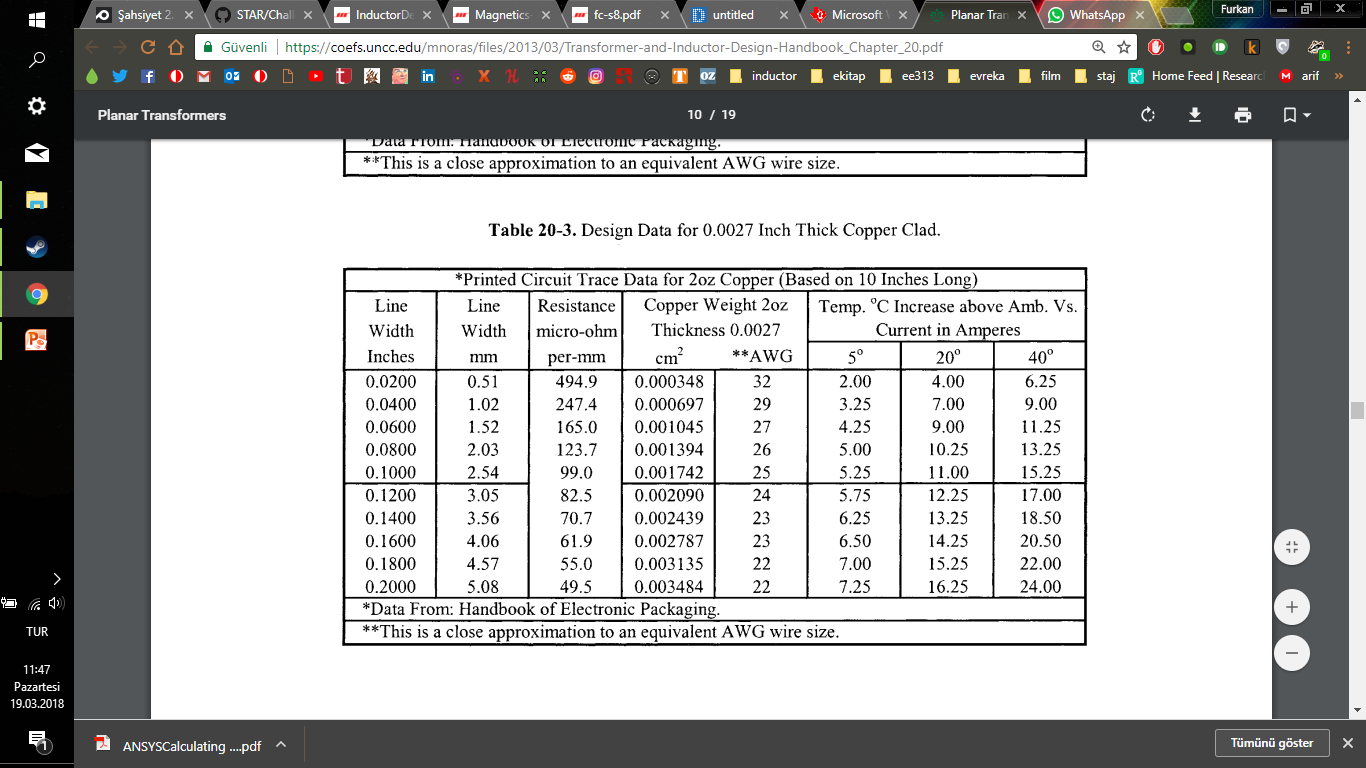 Şahsiyet 2.
STAR/Chall
InductorDe
Magnetics-
fc-s8.pdf
untitled
Microsoft
Planar Tran
WhatsApp
Furkan
Güvenli https://coefs.uncc.edu/mnoras/files/2013/03/Transformer-and-Inductor-Design-Handbook_Chapter_20.pdf
inductor
ekitap
ee313
evreka
film
staj
Home Feed | Researc
arif
Planar Transformers
10 / 19
*Data From: Handbook of Electronic Packaging.
**This is a close approximation to an equivalent AWG wire size.
Table 20-3. Design Data for 0.0027 Inch Thick Copper Clad.
*Printed Circuit Trace Data for 2oz Copper (Based on 10 Inches Long)
Line Line Resistance Copper Weight 2oz Temp. °C Increase above Amb. Vs.
Width Width micro-ohm Thickness 0.0027 Current in Amperes
Inches mm per-mm cm² **AWG 5° 20° 40°
0.0200 0.51 494.9 0.000348 32 2.00 4.00 6.25
0.0400 1.02 247.4 0.000697 29 3.25 7.00 9.00
0.0600 1.52 165.0 0.001045 27 4.25 9.00 11.25
0.0800 2.03 123.7 0.001394 26 5.00 10.25 13.25
0.1000 2.54 99.0 0.001742 25 5.25 11.00 15.25
0.1200 3.05 82.5 0.002090 24 5.75 12.25 17.00
0.1400 3.56 70.7 0.002439 23 6.25 13.25 18.50
0.1600 4.06 61.9 0.002787 23 6.50 14.25 20.50
0.1800 4.57 55.0 0.003135 22 7.00 15.25 22.00
0.2000 5.08 49.5 0.003484 22 7.25 16.25 24.00
*Data From: Handbook of Electronic Packaging.
**This is a close approximation to an equivalent AWG wire size.
TUR
11:47
Pazartesi
19.03.2018
1
ANSYSCalculating ....pdf
Tümünü göster